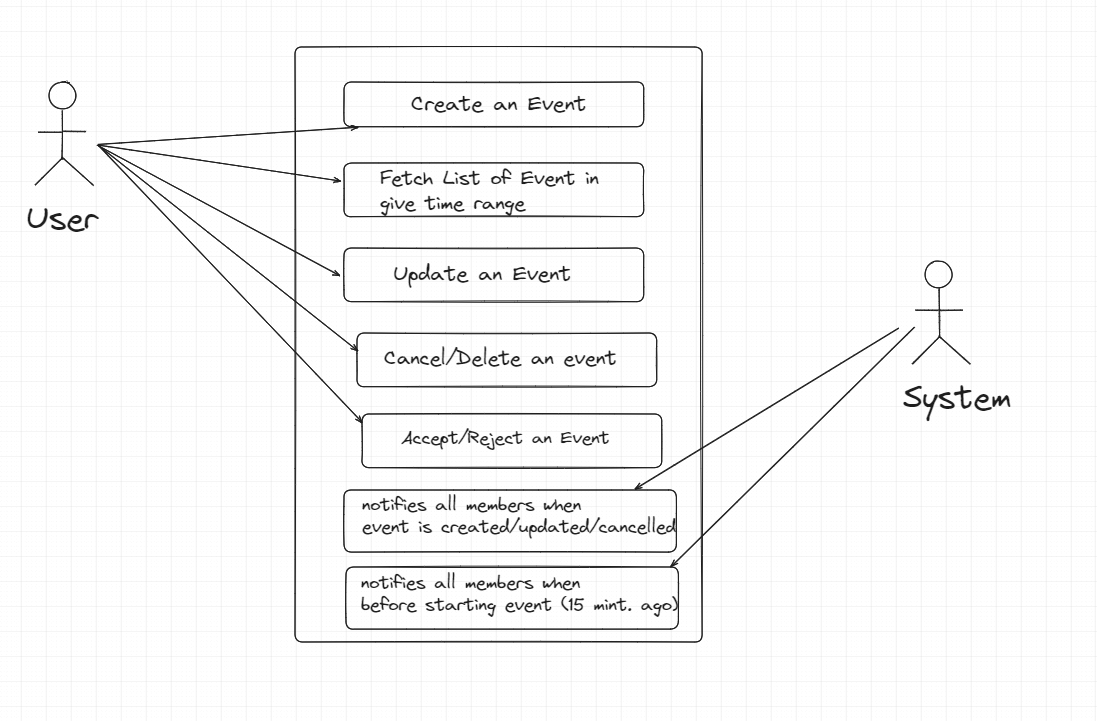 Create an Event
Fetch List of Event in
give time range
User
Update an Event
Cancel/Delete an event
System
Accept/Reject an Event
notifies all members when
event is created/updated/cancelled
notifies all members when
before starting event (15 mint. ago)